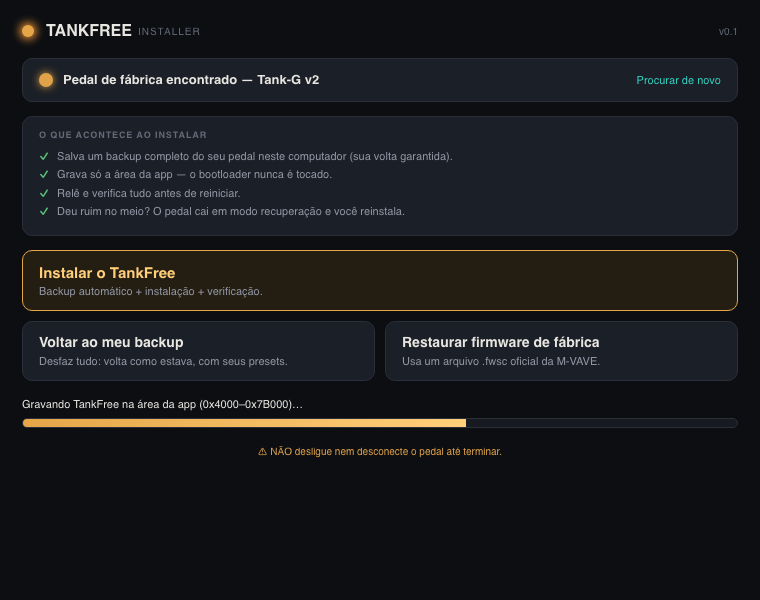 TANKFREE INSTALLER
v0.1
Pedal de fábrica encontrado — Tank-G v2
Procurar de novo
O QUE ACONTECE AO INSTALAR
Salva um backup completo do seu pedal neste computador (sua volta garantida).
Grava só a área da app — o bootloader nunca é tocado.
Relê e verifica tudo antes de reiniciar.
Deu ruim no meio? O pedal cai em modo recuperação e você reinstala.
Instalar o TankFree
Backup automático + instalação + verificação.
Voltar ao meu backup
Desfaz tudo: volta como estava, com seus presets.
Restaurar firmware de fábrica
Usa um arquivo .fwsc oficial da M-VAVE.
Gravando TankFree na área da app (0x4000–0x7B000)…
⚠ NÃO desligue nem desconecte o pedal até terminar.